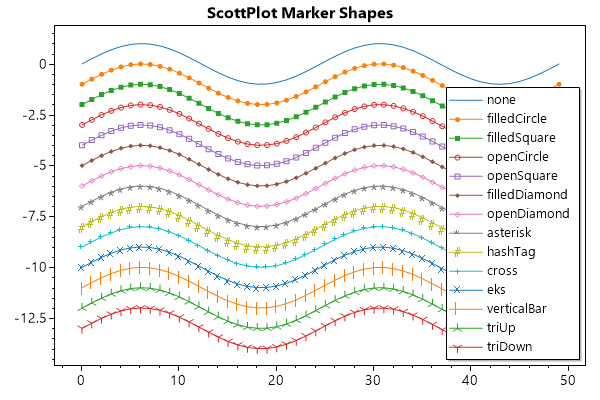 ScottPlot Marker Shapes
0
-2.5
-5
-7.5
-10
-12.5
none
filledCircle
filledSquare
openCircle
openSquare
filledDiamond
openDiamond
asterisk
hashTag
cross
eks
verticalBar
triUp
triDown
0 10 20 30 40 50